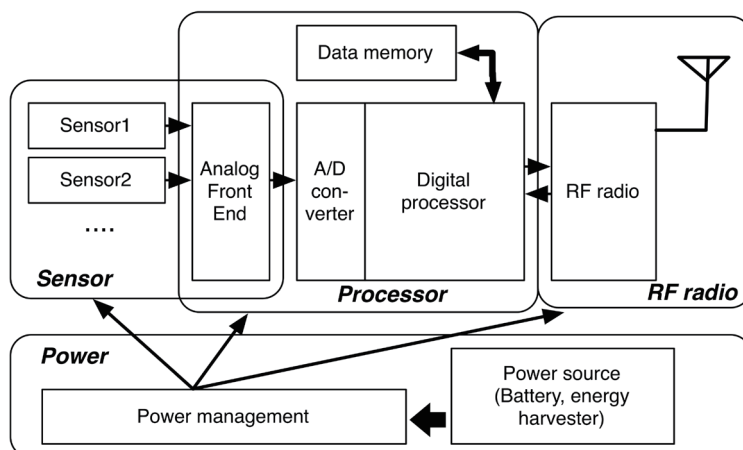 Data memory
Sensor1
Sensor2
....
Analog
Front
End
A/D
con-
verter
Digital
processor
RF radio
Sensor
Processor
RF radio
Power
Power management
Power source
(Battery, energy
harvester)